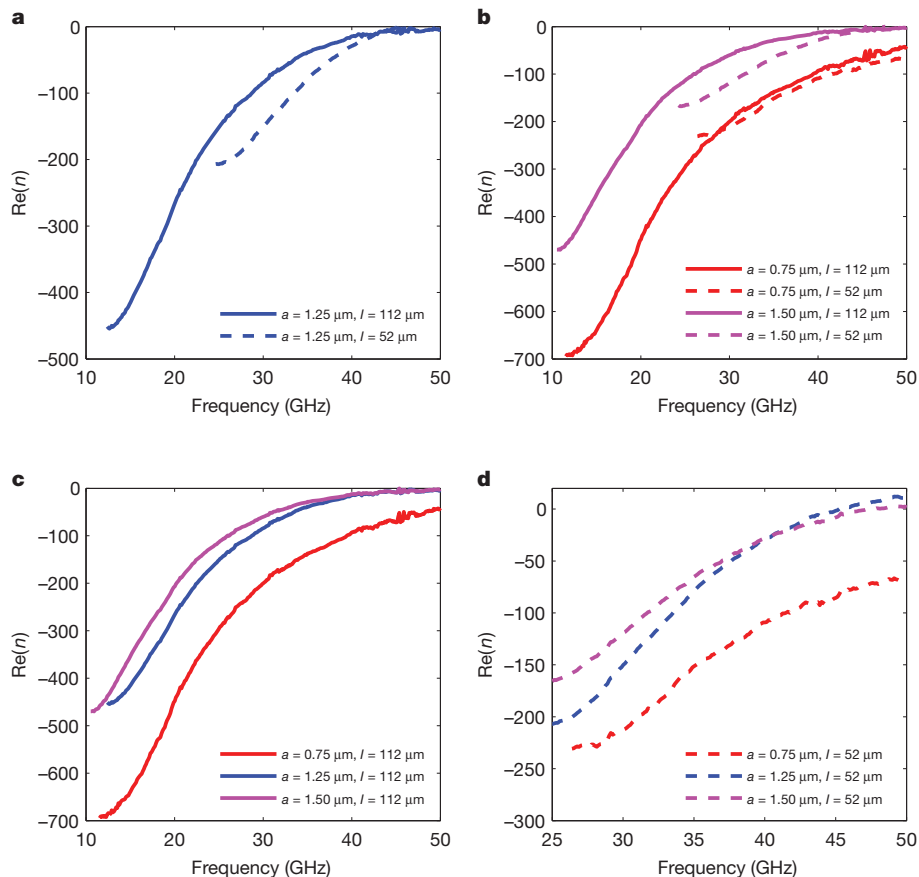 a
0
−100
−200
−300
−400
−500
Re(n)
10 20 30 40 50
Frequency (GHz)
a = 1.25 μm, l = 112 μm
a = 1.25 μm, l = 52 μm
b
0
−100
−200
−300
−400
−500
−600
−700
Re(n)
10 20 30 40 50
Frequency (GHz)
a = 0.75 μm, l = 112 μm
a = 0.75 μm, l = 52 μm
a = 1.50 μm, l = 112 μm
a = 1.50 μm, l = 52 μm
c
0
−100
−200
−300
−400
−500
−600
−700
Re(n)
10 20 30 40 50
Frequency (GHz)
a = 0.75 μm, l = 112 μm
a = 1.25 μm, l = 112 μm
a = 1.50 μm, l = 112 μm
d
0
−50
−100
−150
−200
−250
−300
Re(n)
25 30 35 40 45 50
Frequency (GHz)
a = 0.75 μm, l = 52 μm
a = 1.25 μm, l = 52 μm
a = 1.50 μm, l = 52 μm